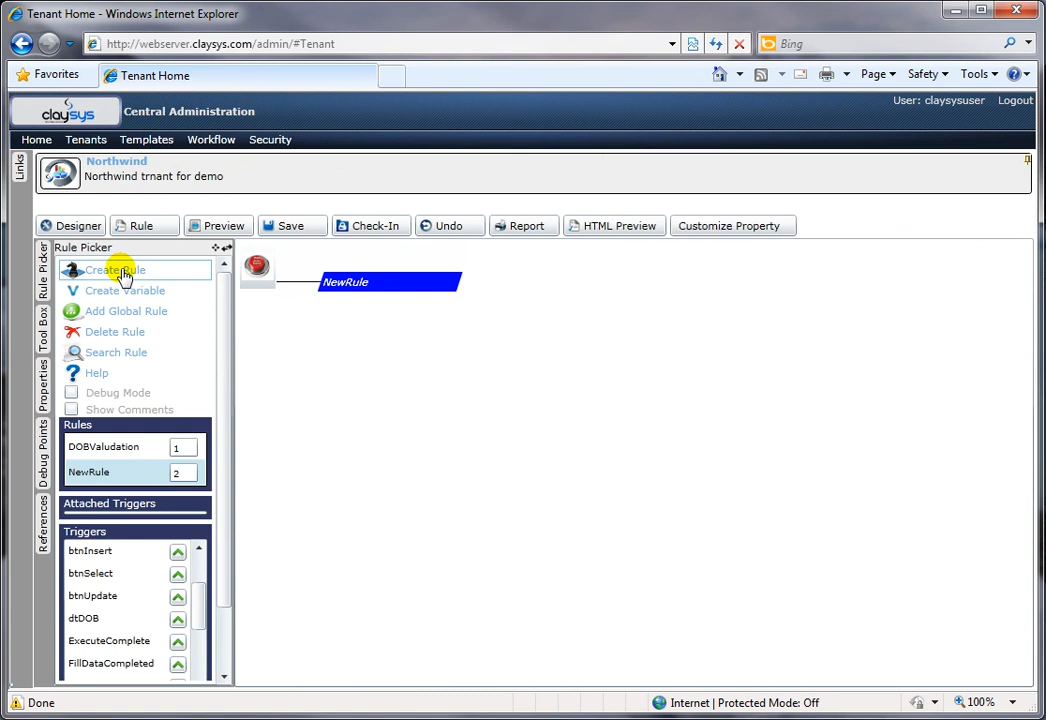 Tenant Home - Windows Internet Explorer
http://webserver.claysys.com/admin/#Tenant
Bing
Favorites
Tenant Home
Page
Safety
Tools
claysys
Central Administration
User: claysysuser
Logout
Home
Tenants
Templates
Workflow
Security
Links
Northwind
Northwind trnant for demo
Designer
Rule
Preview
Save
Check-In
Undo
Report
HTML Preview
Customize Property
Rule Picker
Tool Box
Properties
Debug Points
References
Rule Picker
Create Rule
Create Variable
Add Global Rule
Delete Rule
Search Rule
Help
Debug Mode
Show Comments
Rules
DOBValudation 1
NewRule 2
Attached Triggers
Triggers
btnInsert
btnSelect
btnUpdate
dtDOB
ExecuteComplete
FillDataCompleted
NewRule
Done
Internet | Protected Mode: Off
100%